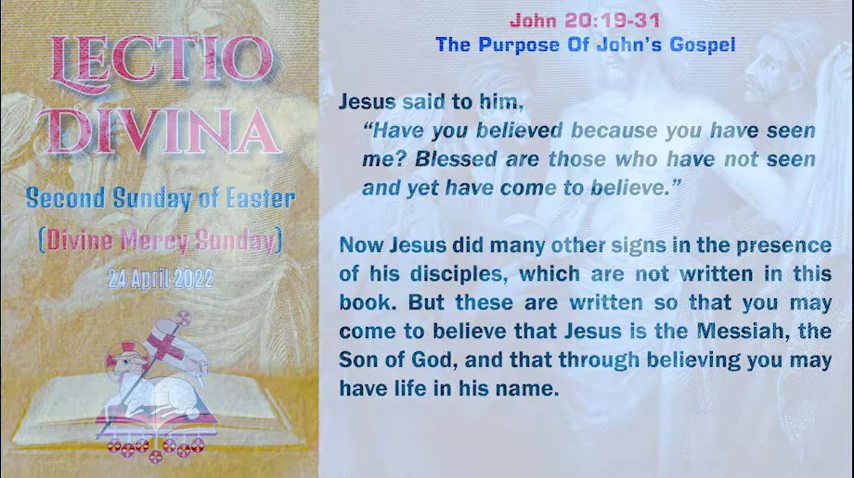 LECTIO
DIVINA
Second Sunday of Easter
(Divine Mercy Sunday)
24 April 2022
John 20:19-31
The Purpose Of John's Gospel
Jesus said to him,
“Have you believed because you have seen
me? Blessed are those who have not seen
and yet have come to believe.”
Now Jesus did many other signs in the presence
of his disciples, which are not written in this
book. But these are written so that you may
come to believe that Jesus is the Messiah, the
Son of God, and that through believing you may
have life in his name.